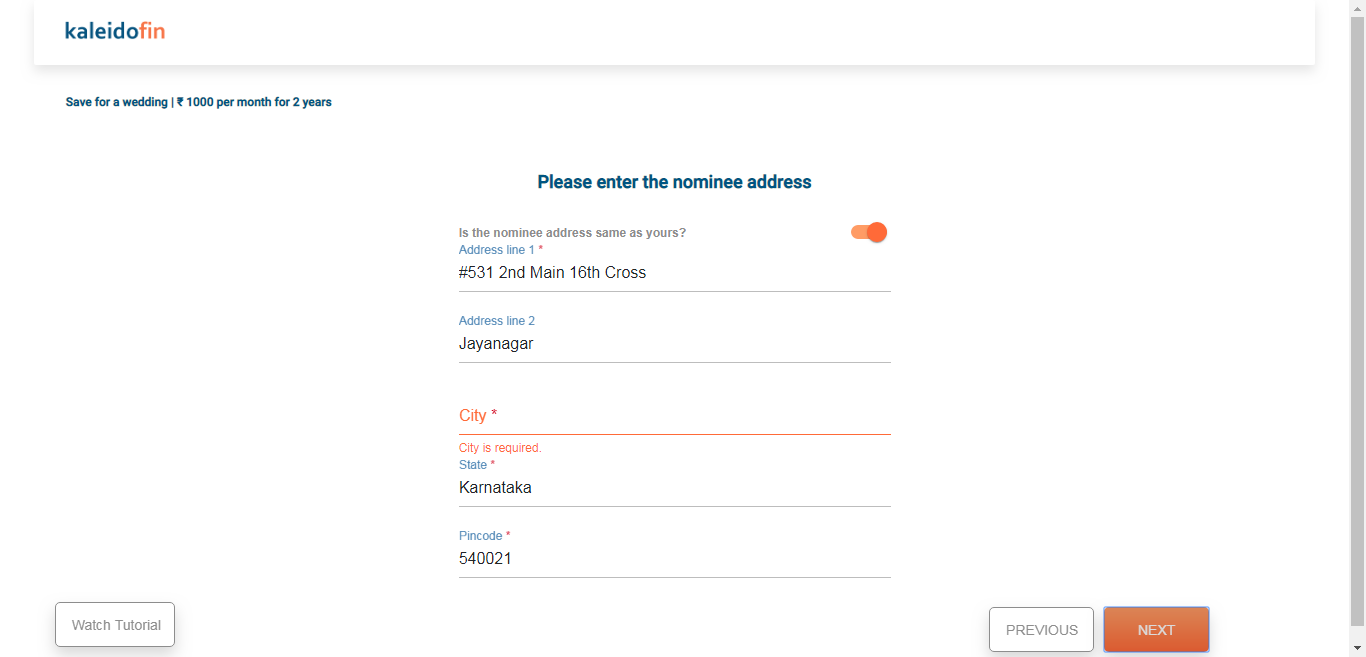 kaleidofin
Save for a wedding | ₹ 1000 per month for 2 years
Please enter the nominee address
Is the nominee address same as yours?
Address line 1 *
#531 2nd Main 16th Cross
Address line 2
Jayanagar
City *
City is required.
State *
Karnataka
Pincode *
540021
Watch Tutorial
PREVIOUS
NEXT